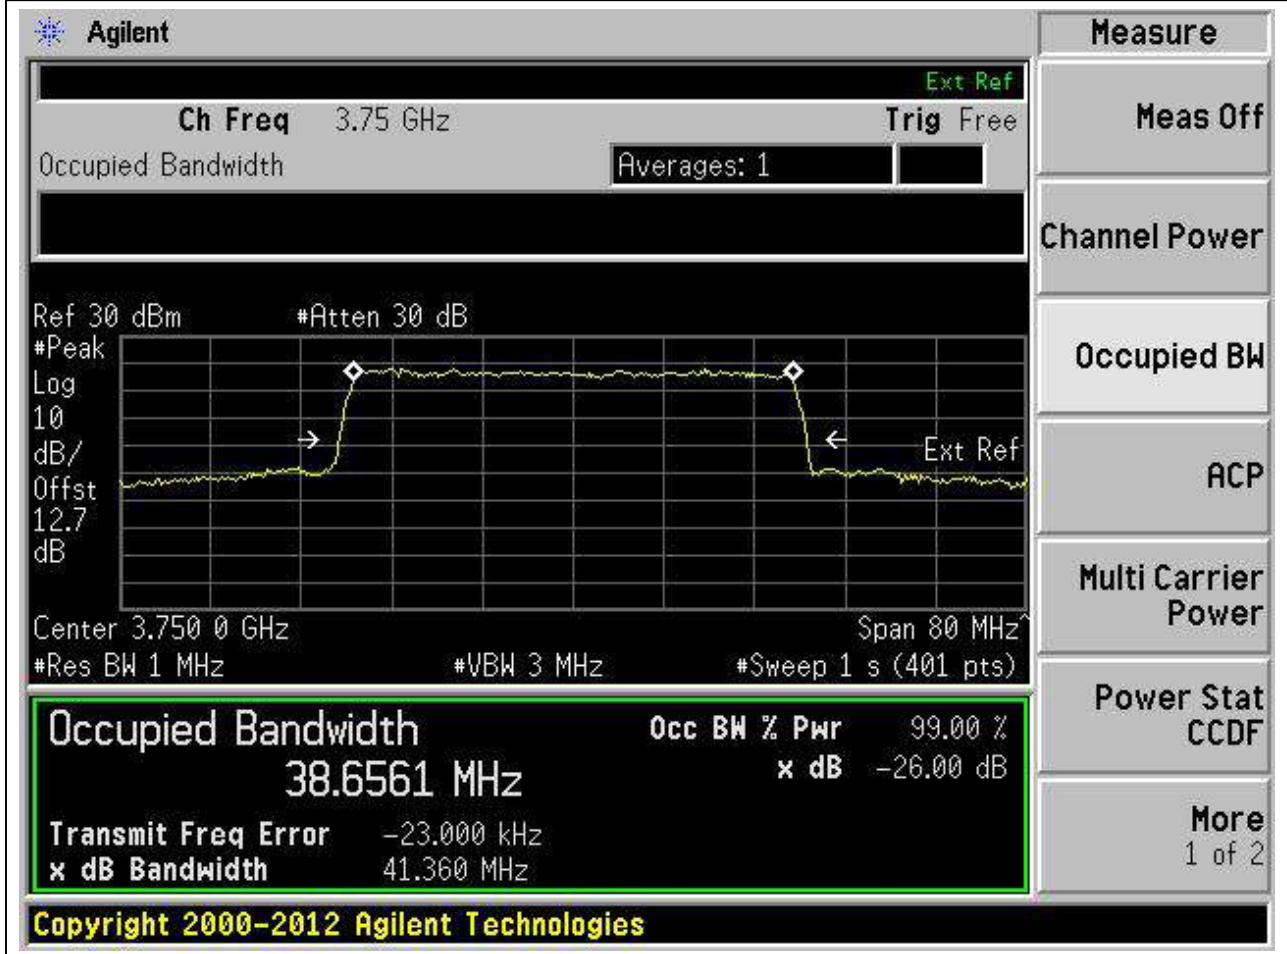 Agilent
Measure
Ext Ref
Ch Freq 3.75 GHz Trig Free
Meas Off
Occupied Bandwidth Averages: 1
Channel Power
Ref 30 dBm #Atten 30 dB
#Peak
Log
10
dB/
Offst
12.7
dB
Ext Ref
Occupied BW
ACP
Center 3.750 0 GHz Span 80 MHz^
#Res BW 1 MHz #VBW 3 MHz #Sweep 1 s (401 pts)
Multi Carrier
Power
Occupied Bandwidth Occ BW % Pwr 99.00 %
38.6561 MHz x dB -26.00 dB
Transmit Freq Error -23.000 kHz
x dB Bandwidth 41.360 MHz
Power Stat
CCDF
More
1 of 2
Copyright 2000-2012 Agilent Technologies